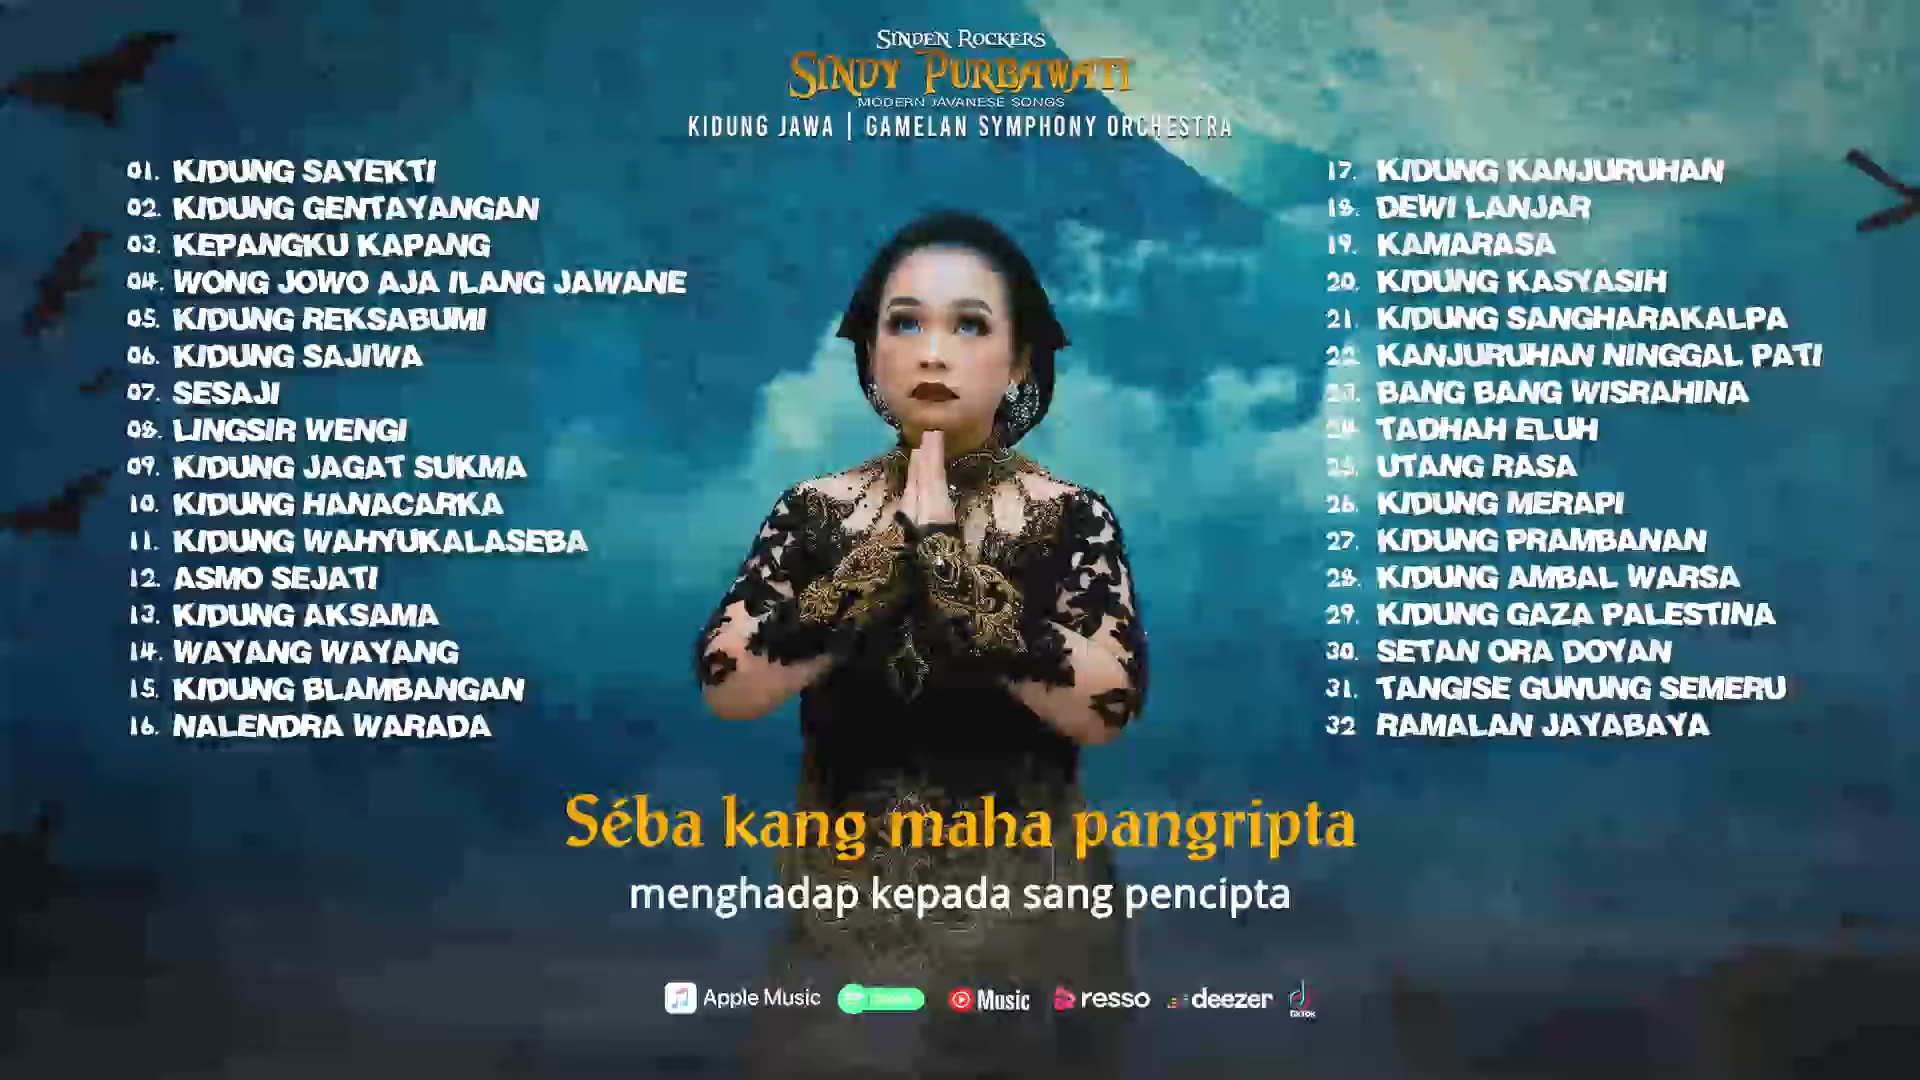 SINDEN ROCKERS
SINDY PURBAWATI
MODERN JAVANESE SONGS
KIDUNG JAWA | GAMELAN SYMPHONY ORCHESTRA
01. KIDUNG SAYEKTI
02. KIDUNG GENTAYANGAN
03. KEPANGKU KAPANG
04. WONG JOWO AJA ILANG JAWANE
05. KIDUNG REKSABUMI
06. KIDUNG SAJIWA
07. SESAJI
08. LINGSIR WENGI
09. KIDUNG JAGAT SUKMA
10. KIDUNG HANACARKA
11. KIDUNG WAHYUKALASEBA
12. ASMO SEJATI
13. KIDUNG AKSAMA
14. WAYANG WAYANG
15. KIDUNG BLAMBANGAN
16. NALENDRA WARADA
17. KIDUNG KANJURUHAN
18. DEWI LANJAR
19. KAMARASA
20. KIDUNG KASYASIH
21. KIDUNG SANGHARAKALPA
22. KANJURUHAN NINGGAL PATI
23. BANG BANG WISRAHINA
24. TADHAH ELUH
25. UTANG RASA
26. KIDUNG MERAPI
27. KIDUNG PRAMBANAN
28. KIDUNG AMBAL WARSA
29. KIDUNG GAZA PALESTINA
30. SETAN ORA DOYAN
31. TANGISE GUNUNG SEMERU
32 RAMALAN JAYABAYA
Séba kang maha pangripta
menghadap kepada sang pencipta
Apple Music
Music
resso
deezer
TikTok